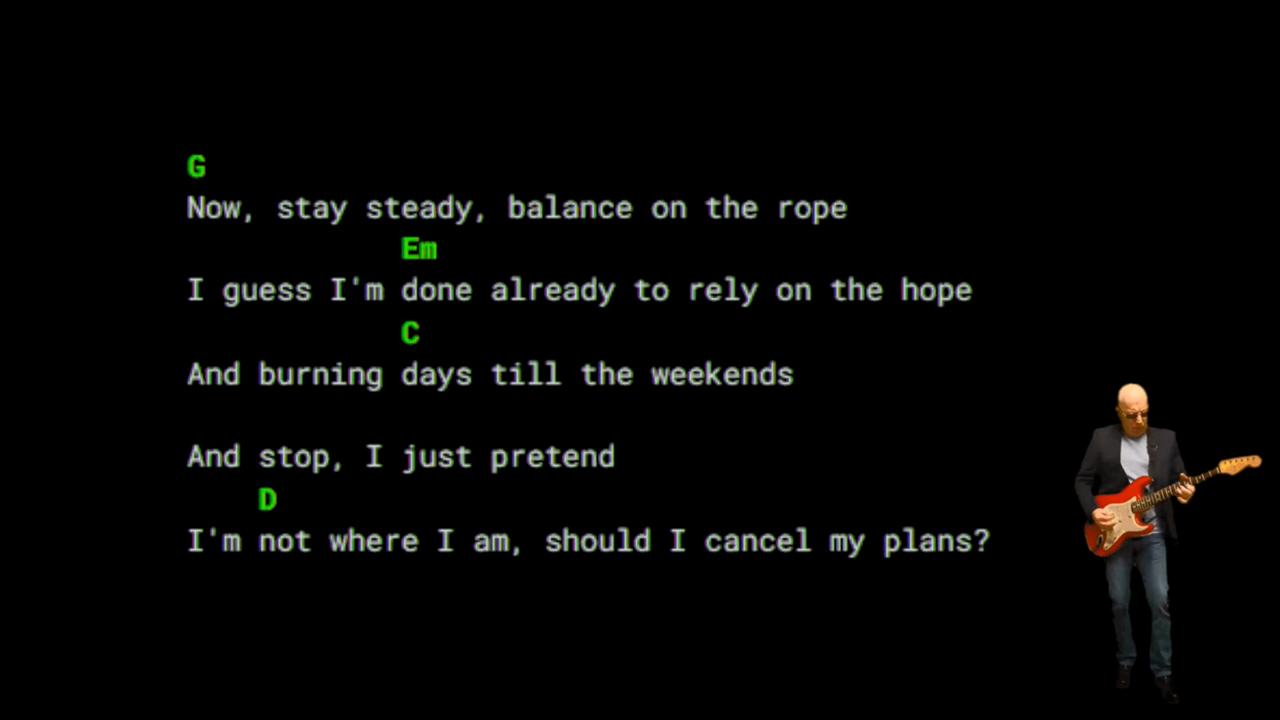 G
Now, stay steady, balance on the rope
Em
I guess I'm done already to rely on the hope
C
And burning days till the weekends
And stop, I just pretend
D
I'm not where I am, should I cancel my plans?